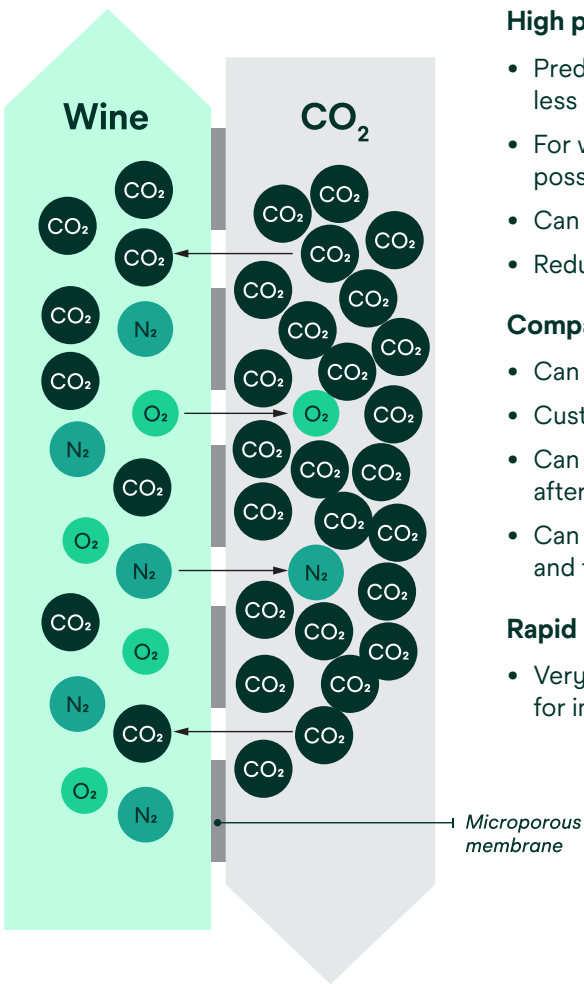 Wine
CO₂
CO₂
CO₂
CO₂
N₂
CO₂
O₂
N₂
CO₂
O₂
N₂
CO₂
O₂
N₂
CO₂
O₂
N₂
CO₂
CO₂
CO₂
CO₂
CO₂
CO₂
CO₂
CO₂
CO₂
CO₂
CO₂
O₂
CO₂
CO₂
CO₂
CO₂
CO₂
CO₂
CO₂
N₂
CO₂
CO₂
CO₂
CO₂
CO₂
CO₂
CO₂
CO₂
Microporous
membrane
High
• Pred
less
• For
poss
• Can
• Redu
Compa
• Can
• Cust
• Can
after
• Can
and
Rapid
• Very
for